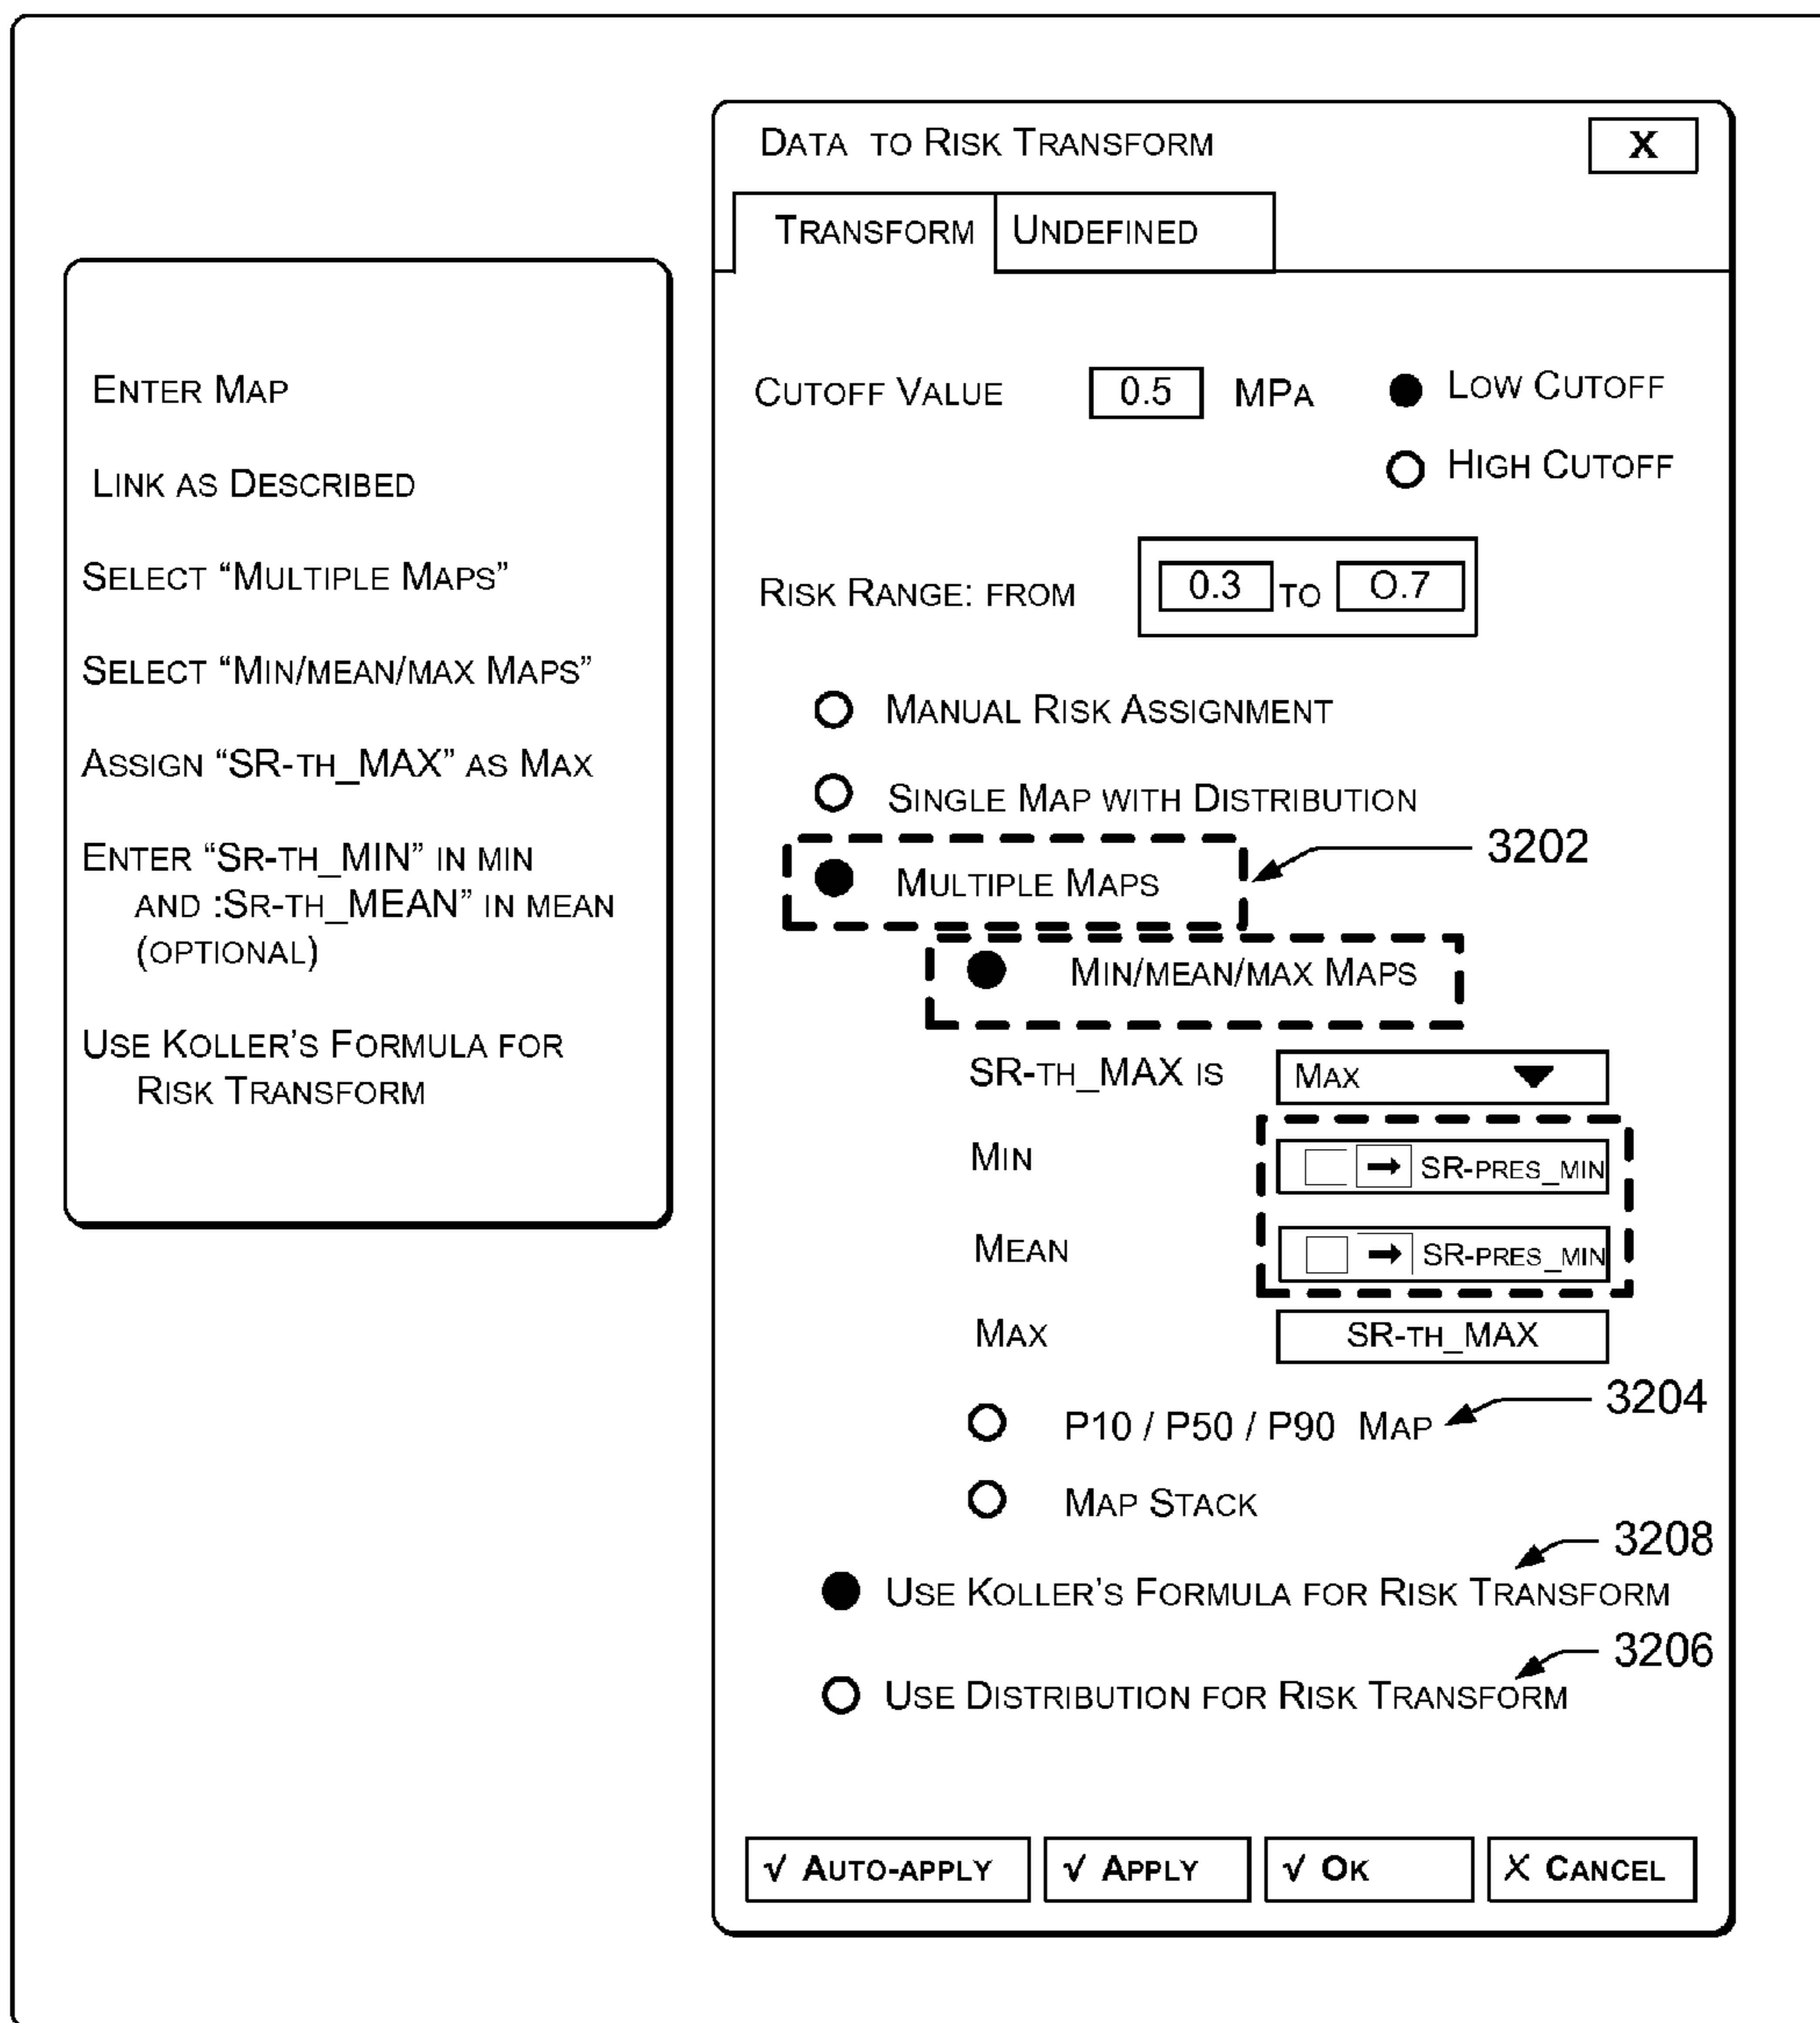 Enter Map
Link as Described
Select “Multiple Maps”
Select “Min/mean/max Maps”
Assign “SR-th_MAX” as Max
Enter “Sr-th_MIN” in min
and :Sr-th_MEAN” in mean
(optional)
Use Koller’s Formula for
Risk Transform
Data to Risk Transform X
Transform Undefined
Cutoff Value 0.5 MPa Low Cutoff
High Cutoff
Risk Range: from 0.3 to O.7
Manual Risk Assignment
Single Map with Distribution
Multiple Maps 3202
Min/mean/max Maps
SR-th_MAX is Max
Min SR-pres_min
Mean SR-pres_min
Max SR-th_MAX
P10 / P50 / P90 Map 3204
Map Stack
3208
Use Koller’s Formula for Risk Transform
3206
Use Distribution for Risk Transform
√ Auto-apply √ Apply √ Ok X Cancel